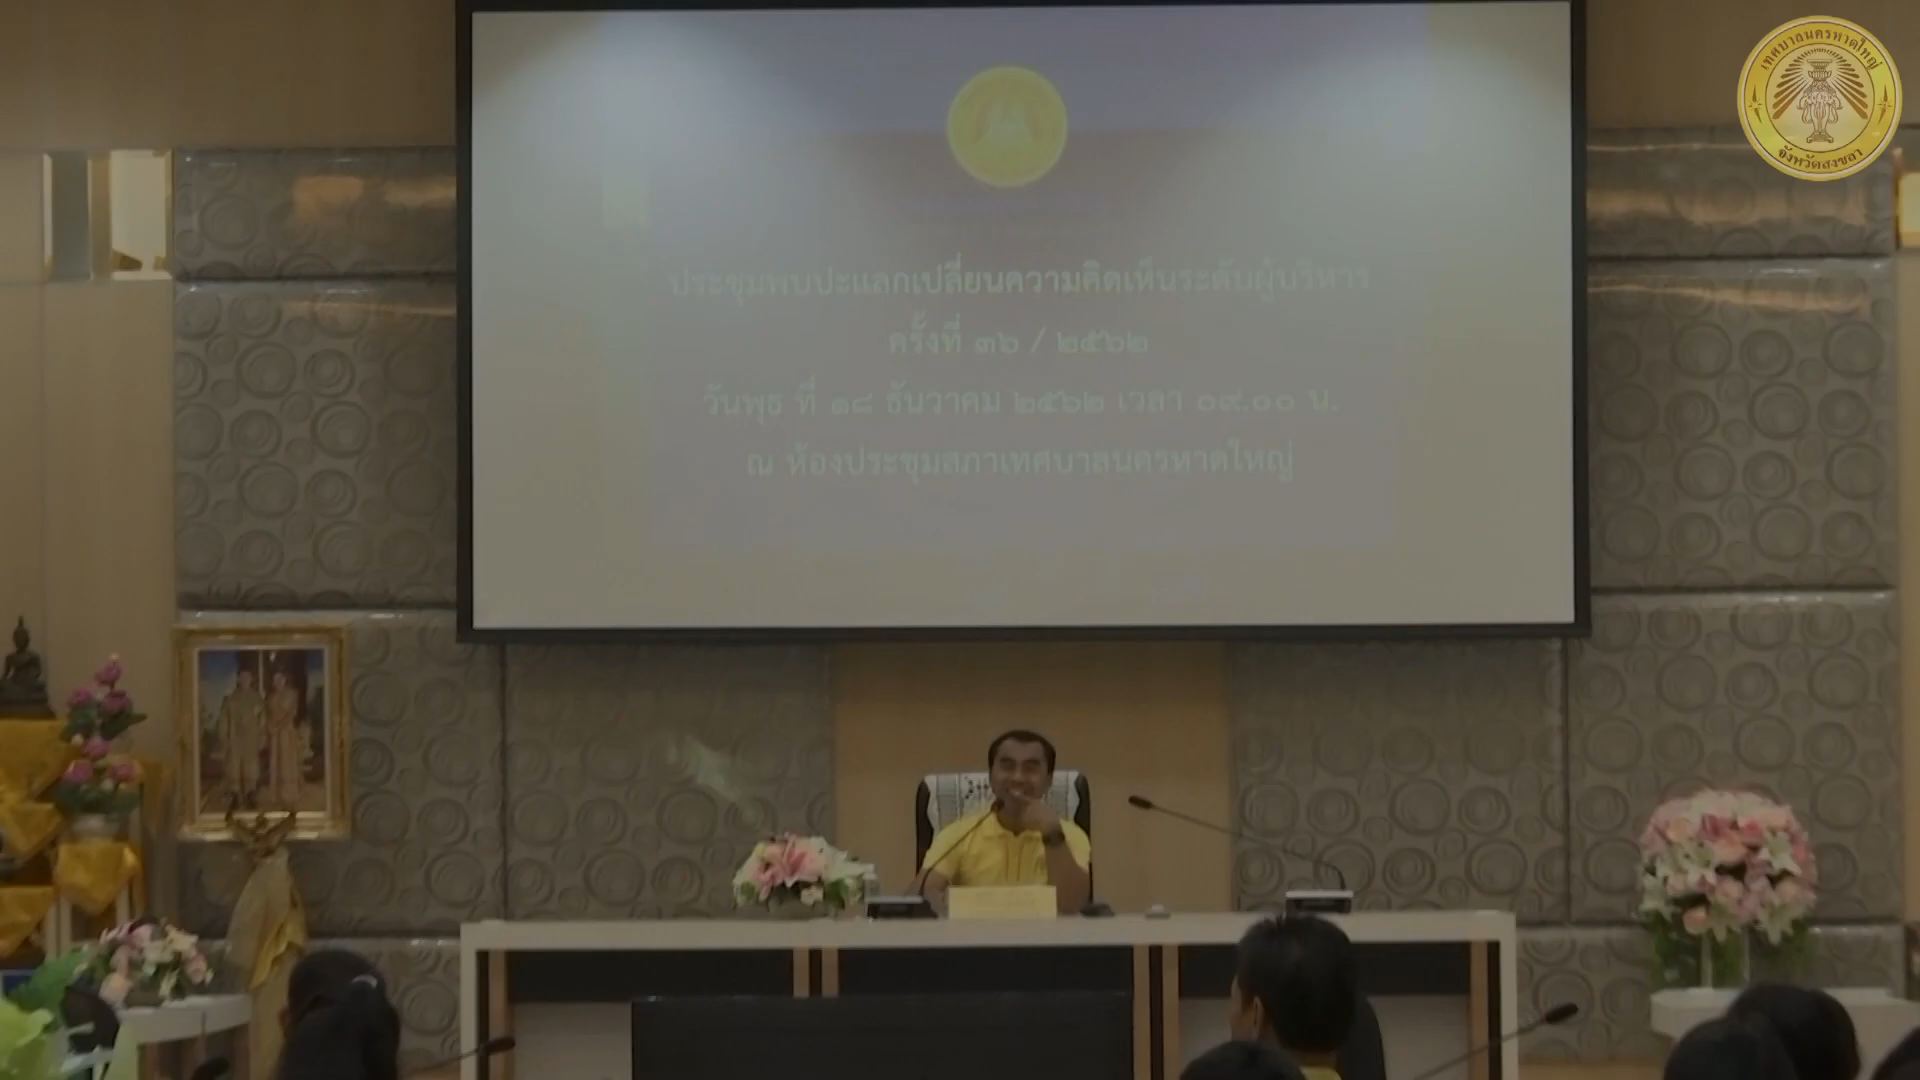 เทศบาลนครหาดใหญ่
จังหวัดสงขลา
ประชุมพบปะแลกเปลี่ยนความคิดเห็นระดับผู้บริหาร
ครั้งที่ ๓๖ / ๒๕๖๒
วันพุธ ที่ ๑๘ ธันวาคม ๒๕๖๒ เวลา ๐๙.๐๐ น.
ณ ห้องประชุมสภาเทศบาลนครหาดใหญ่